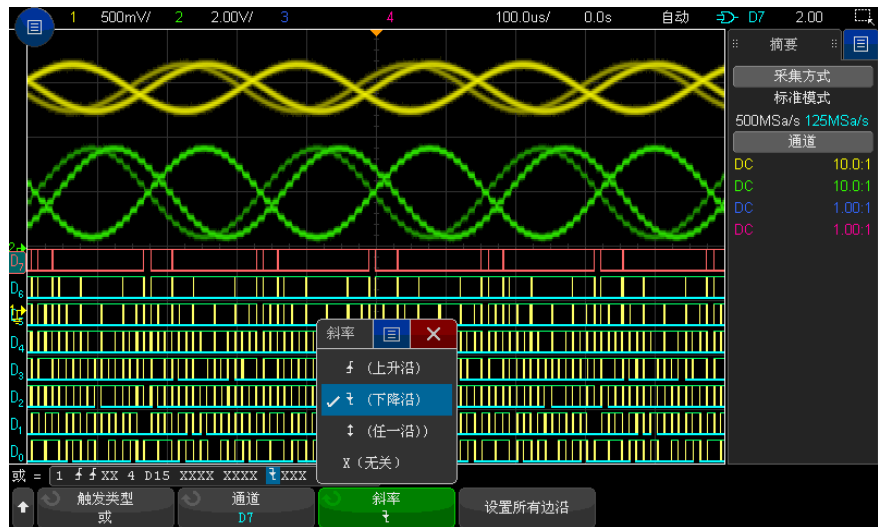 1 500mV/ 2 2.00V/ 3 4 100.0us/ 0.0s 自动 D7 2.00
摘要
采集方式
标准模式
500MSa/s 125MSa/s
通道
DC 10.0:1
DC 10.0:1
DC 1.00:1
DC 1.00:1
2
D7
D6
1
D4
D3
D2
D1
D0
斜率
(上升沿)
(下降沿)
(任一沿))
X (无关)
或 = 1 XX 4 D15 XXXX XXXX XXX
触发类型 通道 斜率 设置所有边沿
或 D7